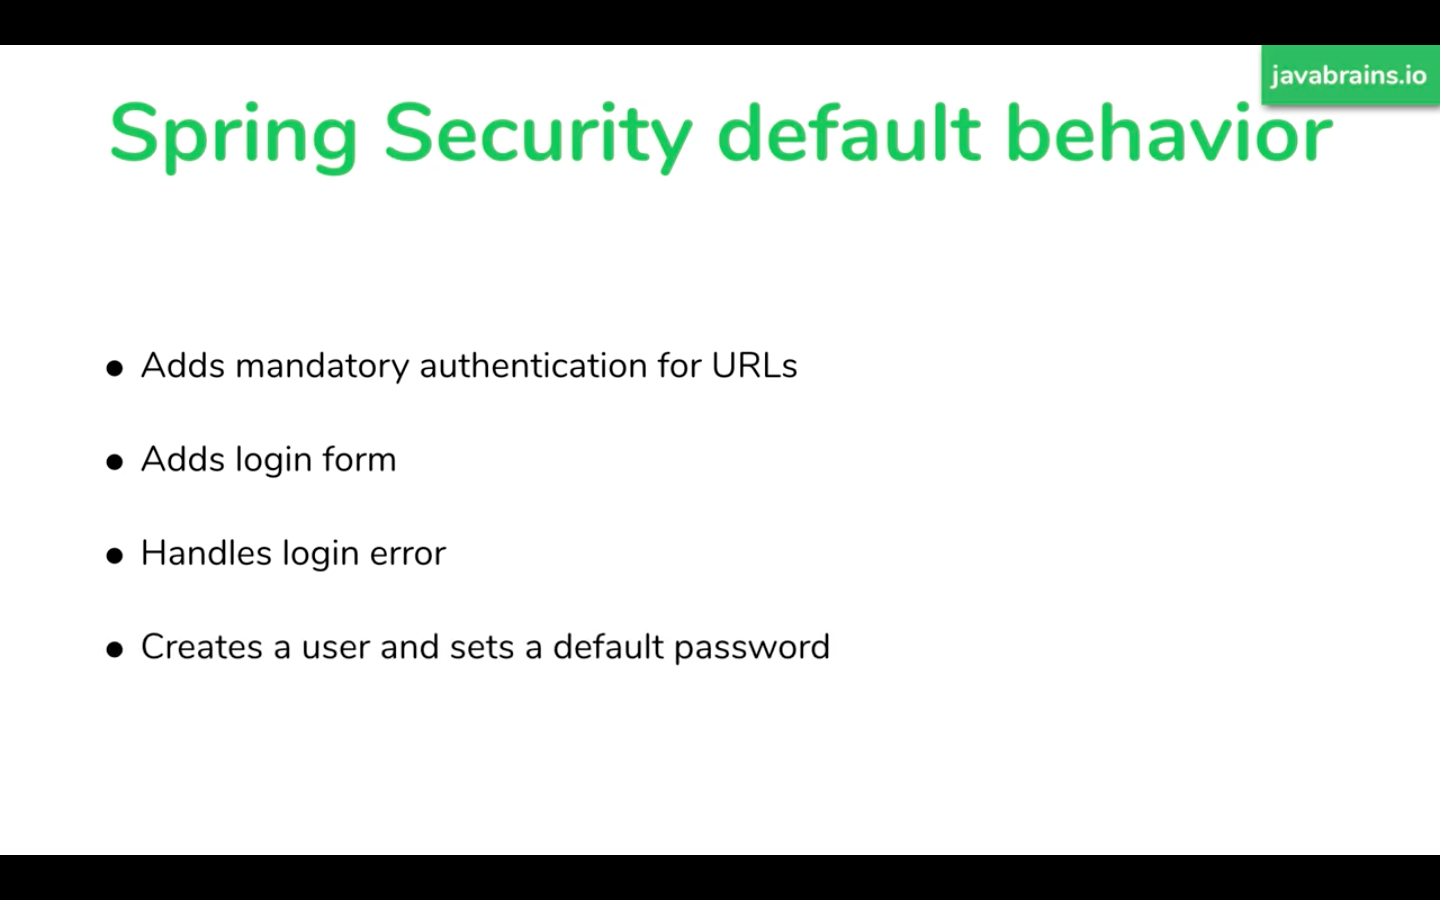 javabrains.io
Spring Security default behavior
● Adds mandatory authentication for URLs
● Adds login form
● Handles login error
● Creates a user and sets a default password